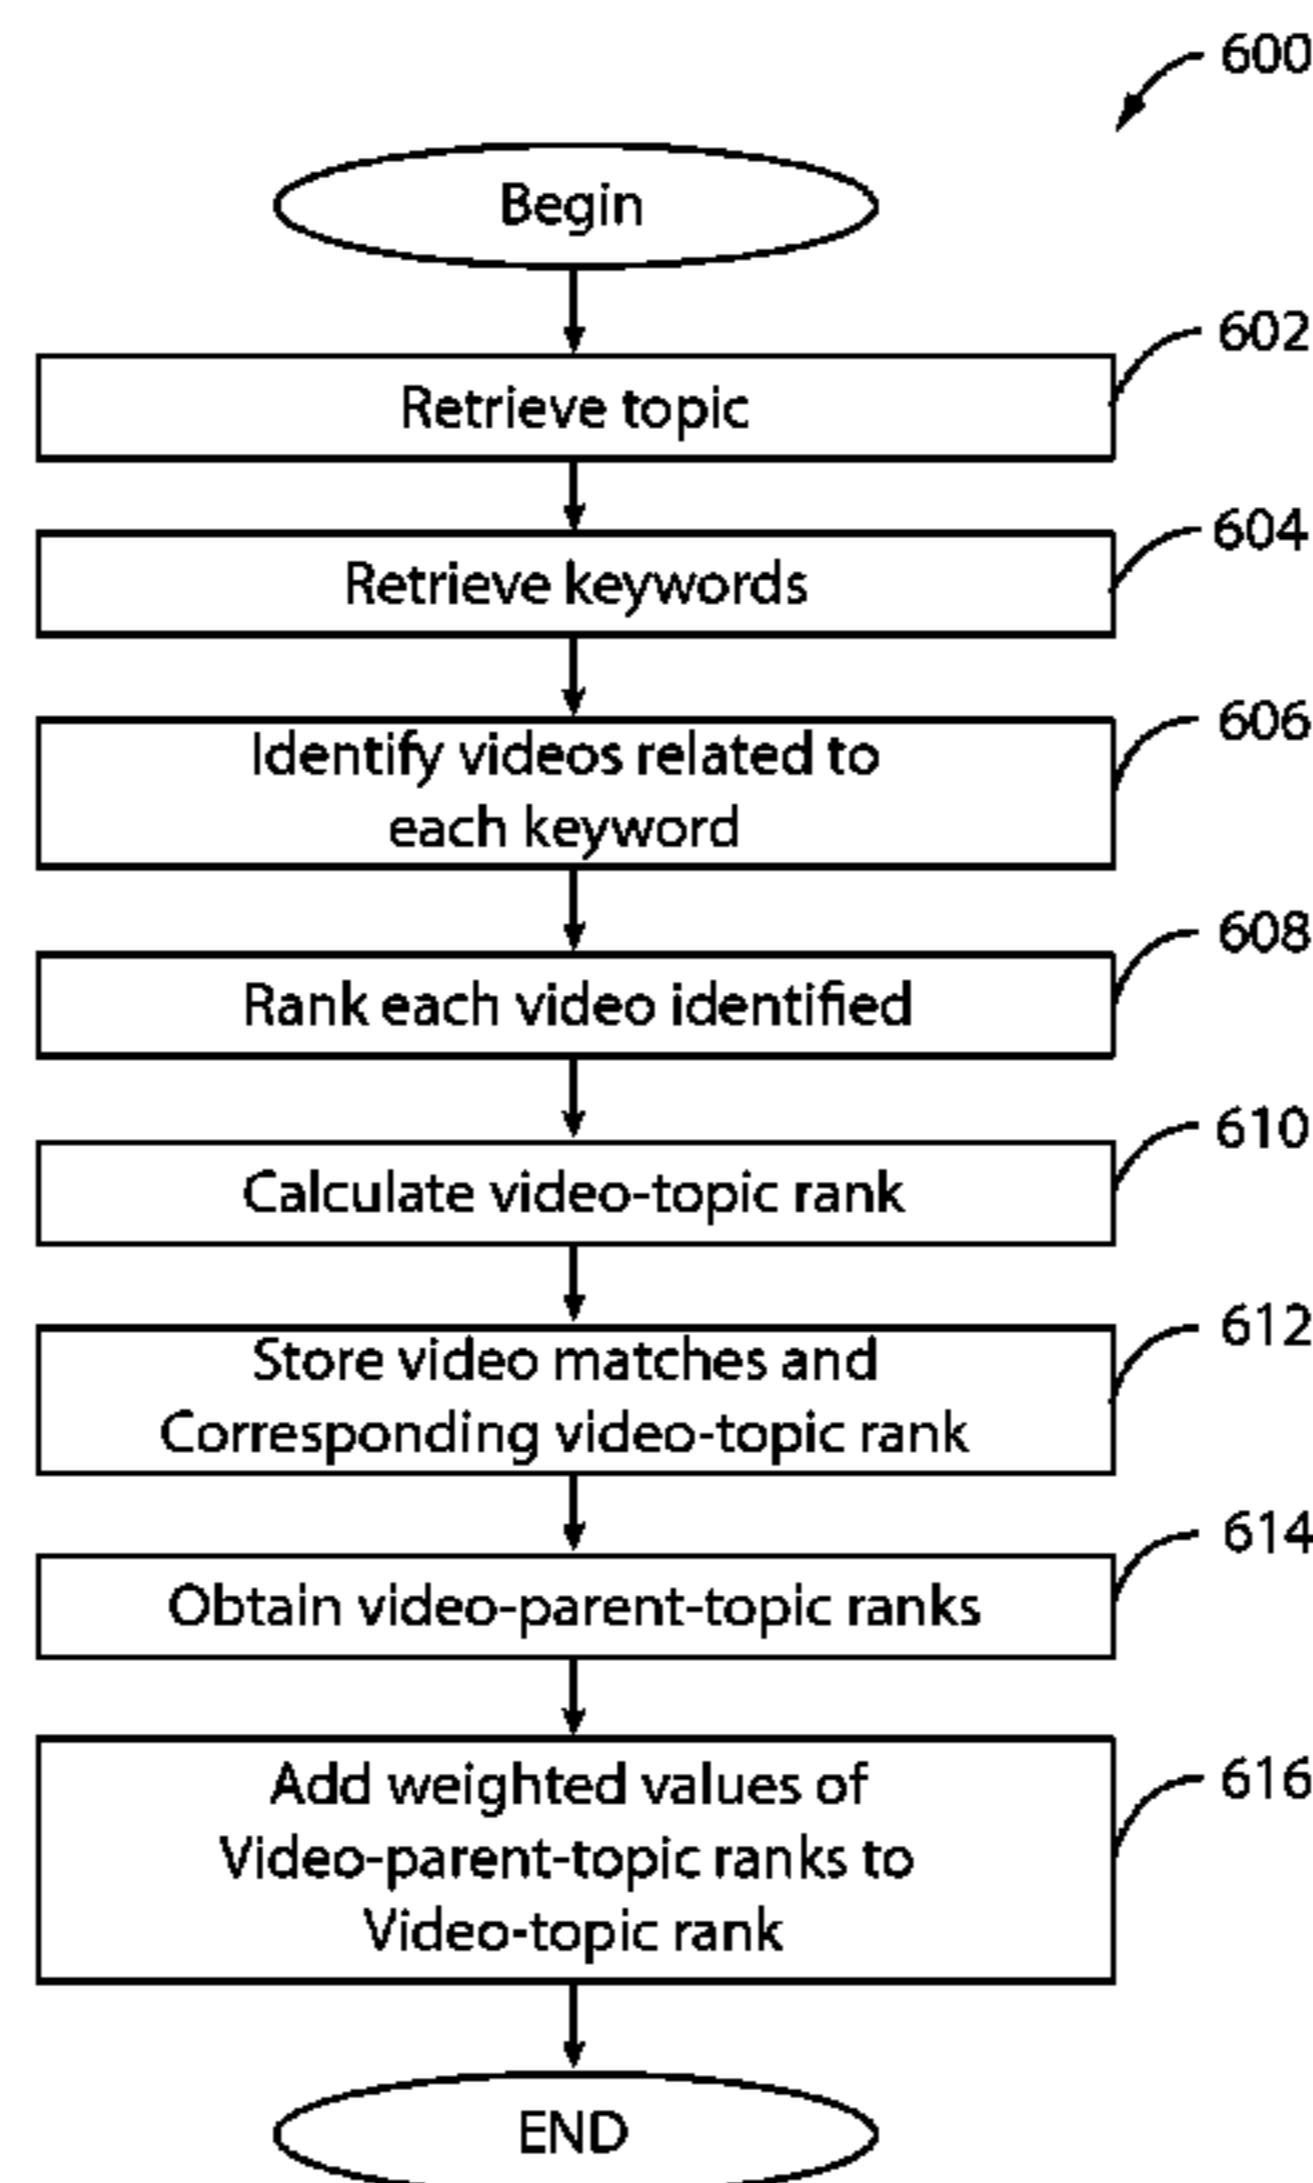 600
Begin
602
Retrieve topic
604
Retrieve keywords
606
Identify videos related to
each keyword
608
Rank each video identified
610
Calculate video-topic rank
612
Store video matches and
Corresponding video-topic rank
614
Obtain video-parent-topic ranks
616
Add weighted values of
Video-parent-topic ranks to
Video-topic rank
END